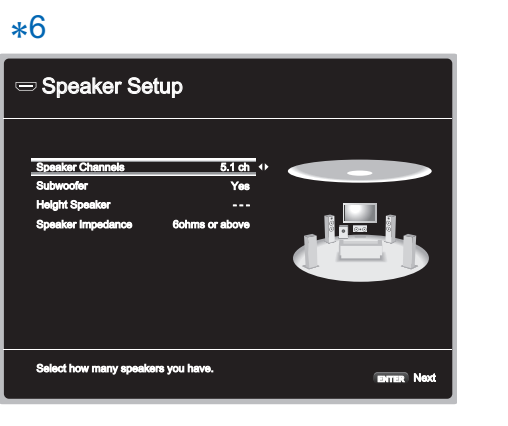 *6
Speaker Setup
Speaker Channels 5.1 ch
Subwoofer Yes
Height Speaker ---
Speaker Impedance 6ohms or above
Select how many speakers you have.
ENTER Next